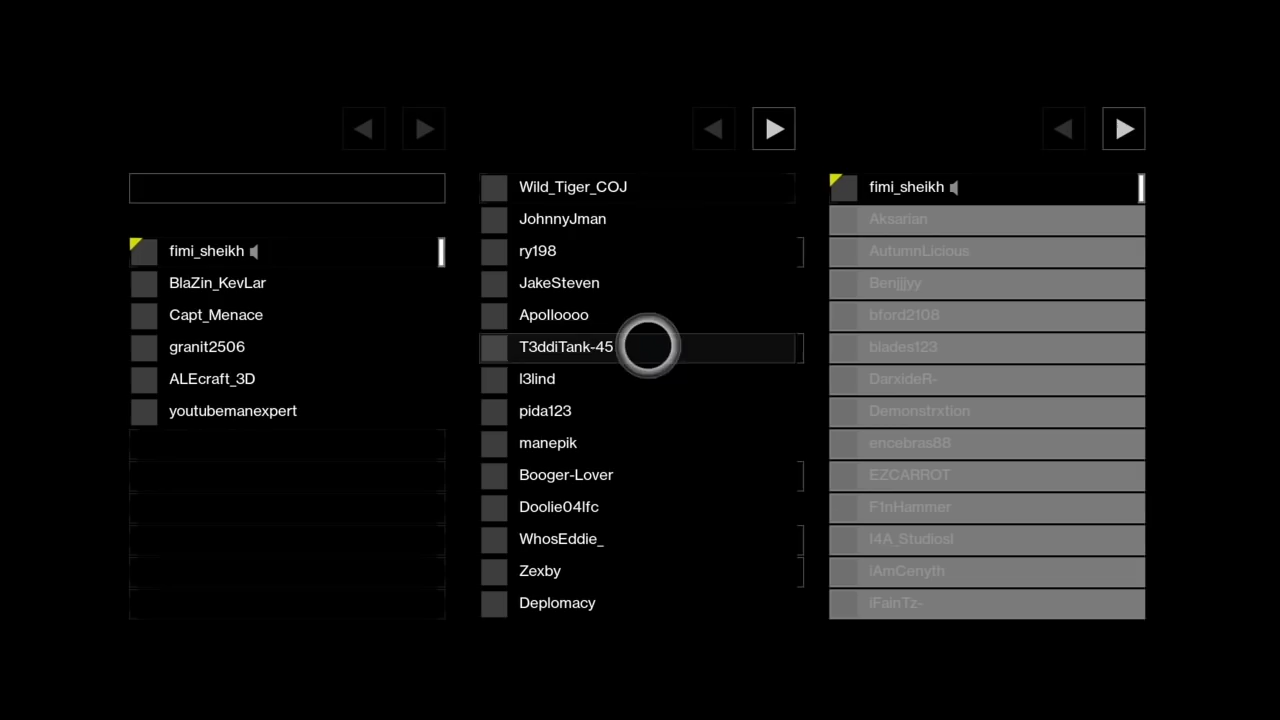 fimi_sheikh
BlaZin_KevLar
Capt_Menace
granit2506
ALEcraft_3D
youtubemanexpert
Wild_Tiger_COJ
JohnnyJman
ry198
JakeSteven
Apolloooo
T3ddiTank-45
l3lind
pida123
manepik
Booger-Lover
Doolie04lfc
WhosEddie_
Zexby
Deplomacy
fimi_sheikh
Aksarian
AutumnLicious
Benjjjyy
bford2108
blades123
DarxideR-
Demonstrxtion
encebras88
EZCARROT
F1nHammer
I4A_StudiosI
iAmCenyth
iFainTz-